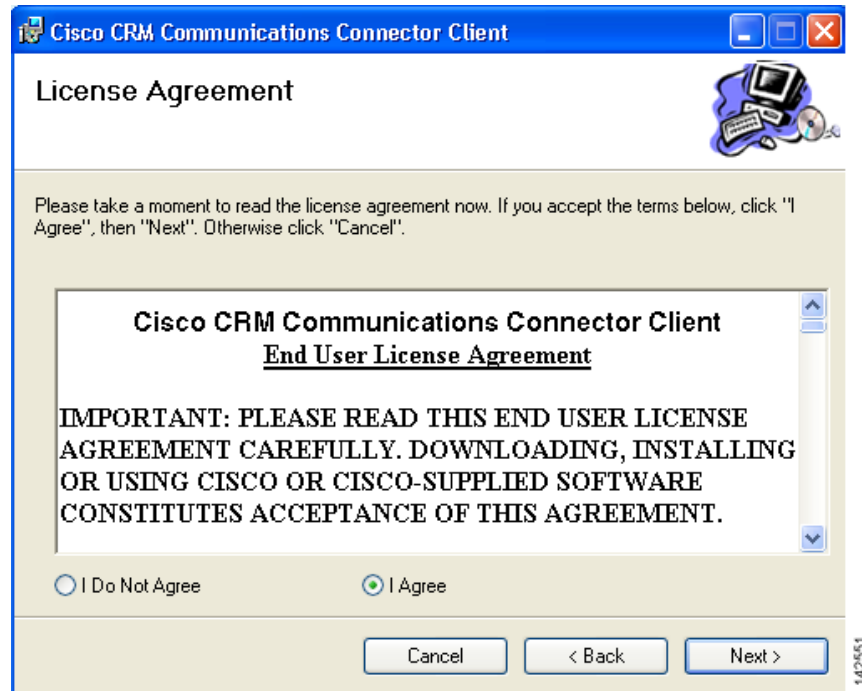 Cisco CRM Communications Connector Client
License Agreement
Please take a moment to read the license agreement now. If you accept the terms below, click "I
Agree", then "Next". Otherwise click "Cancel".
Cisco CRM Communications Connector Client
End User License Agreement
IMPORTANT: PLEASE READ THIS END USER LICENSE
AGREEMENT CAREFULLY. DOWNLOADING, INSTALLING
OR USING CISCO OR CISCO-SUPPLIED SOFTWARE
CONSTITUTES ACCEPTANCE OF THIS AGREEMENT.
I Do Not Agree
I Agree
Cancel
< Back
Next >
142551